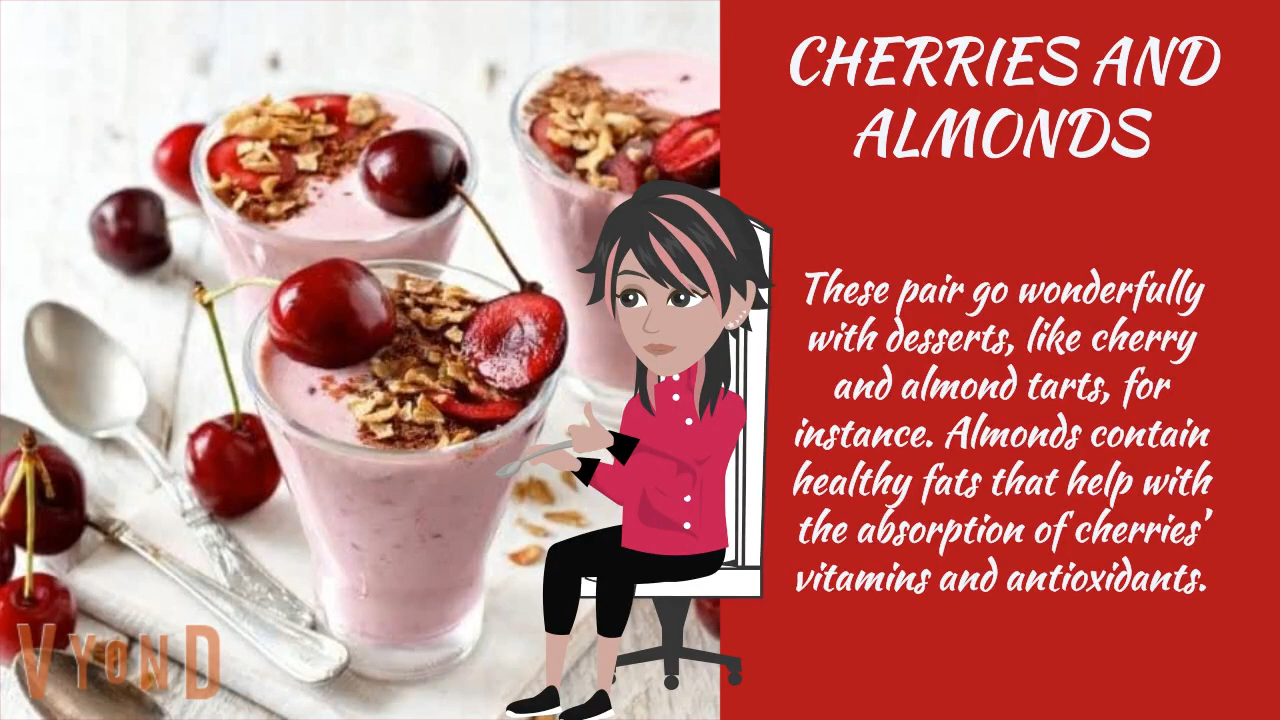 CHERRIES AND
ALMONDS
These pair go wonderfully
with desserts, like cherry
and almond tarts, for
instance. Almonds contain
healthy fats that help with
the absorption of cherries'
vitamins and antioxidants.
VYOND